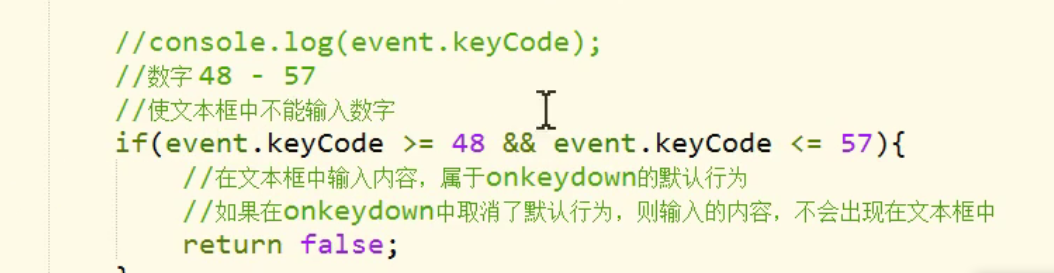 //console.log(event.keyCode);
//数字 48 - 57
//使文本框中不能输入数字
if(event.keyCode >= 48 && event.keyCode <= 57){
//在文本框中输入内容，属于onkeydown的默认行为
//如果在onkeydown中取消了默认行为，则输入的内容，不会出现在文本框中
return false;
}